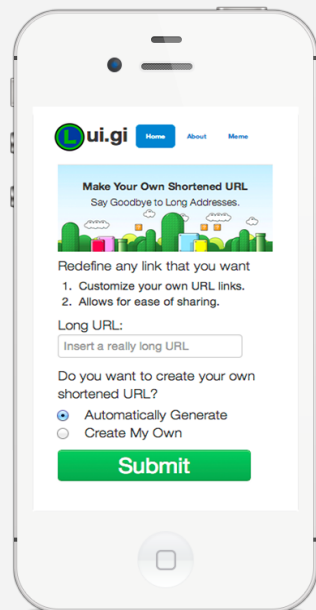 Lui.gi Home About Meme
Make Your Own Shortened URL
Say Goodbye to Long Addresses.
Redefine any link that you want
1. Customize your own URL links.
2. Allows for ease of sharing.
Long URL:
Insert a really long URL
Do you want to create your own
shortened URL?
Automatically Generate
Create My Own
Submit